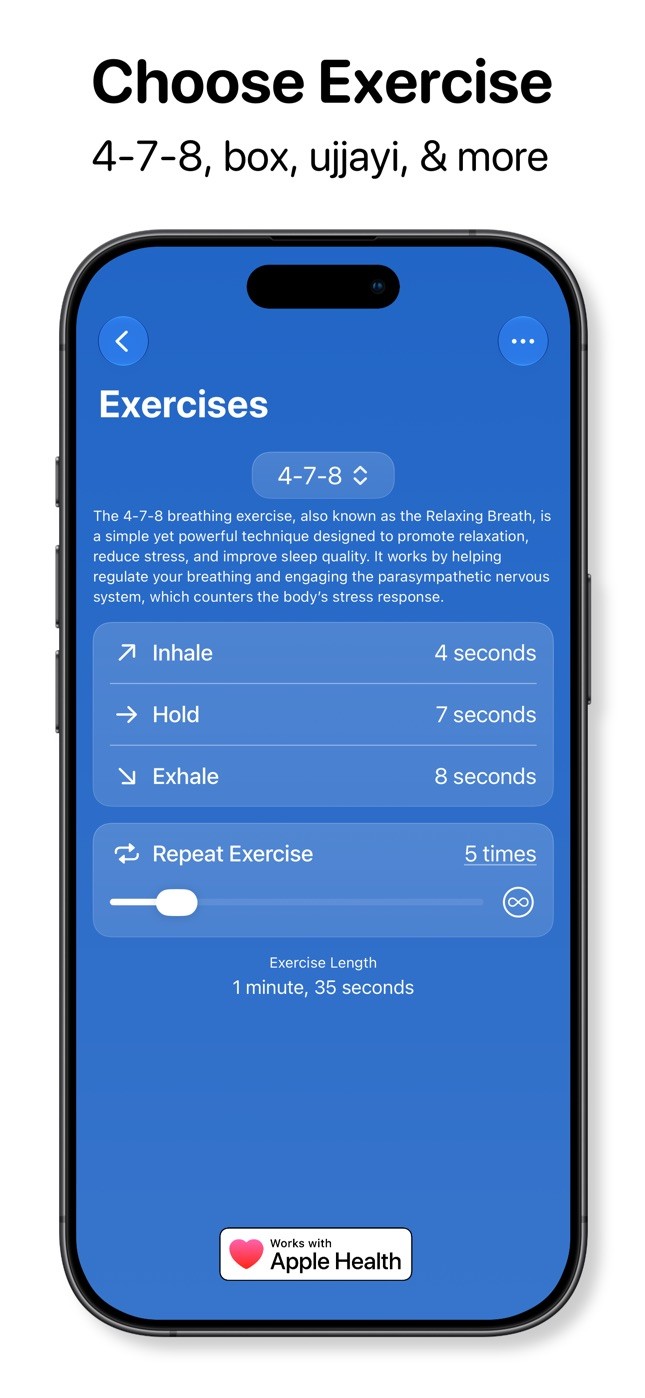 Choose Exercise
4-7-8, box, ujjayi, & more
Exercises
4-7-8
The 4-7-8 breathing exercise, also known as the Relaxing Breath, is
a simple yet powerful technique designed to promote relaxation,
reduce stress, and improve sleep quality. It works by helping
regulate your breathing and engaging the parasympathetic nervous
system, which counters the body’s stress response.
Inhale 4 seconds
Hold 7 seconds
Exhale 8 seconds
Repeat Exercise 5 times
Exercise Length
1 minute, 35 seconds
Works with
Apple Health